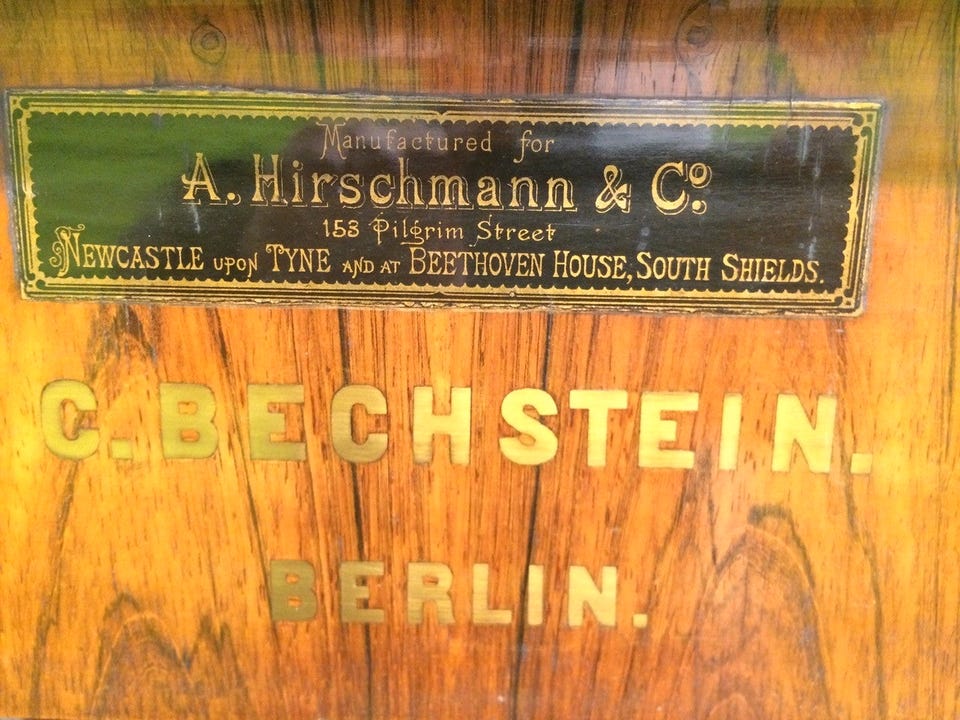 Manufactured for
A. Hirschmann & Co.
153 Pilgrim Street
NEWCASTLE UPON TYNE AND AT BEETHOVEN HOUSE, SOUTH SHIELDS.
C. BECHSTEIN.
BERLIN.